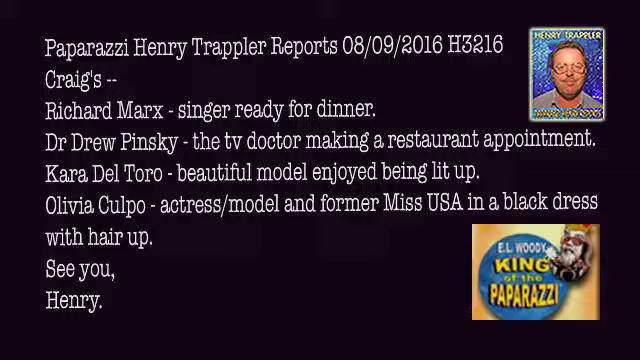 Paparazzi Henry Trappler Reports 08/09/2016 H3216
Craig's --
Richard Marx - singer ready for dinner.
Dr Drew Pinsky - the tv doctor making a restaurant appointment.
Kara Del Toro - beautiful model enjoyed being lit up.
Olivia Culpo - actress/model and former Miss USA in a black dress
with hair up.
See you,
Henry.
HENRY TRAPPLER
PAPARAZZI HENRY REPORTS
E.L. WOODY
KING
of the
PAPARAZZI